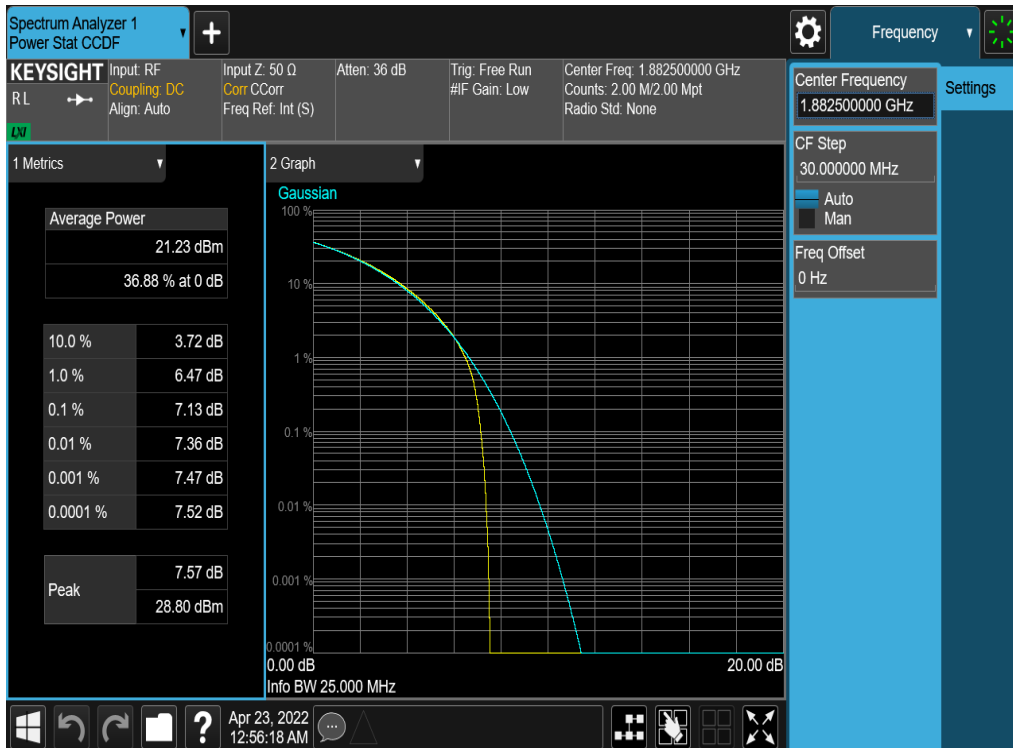 Spectrum Analyzer 1
Power Stat CCDF
+
Frequency
KEYSIGHT
RL
LXI
Input: RF
Coupling: DC
Align: Auto
Input Z: 50 Ω
Corr CCorr
Freq Ref: Int (S)
Atten: 36 dB
Trig: Free Run
#IF Gain: Low
Center Freq: 1.882500000 GHz
Counts: 2.00 M/2.00 Mpt
Radio Std: None
Center Frequency
1.882500000 GHz
Settings
CF Step
30.000000 MHz
Auto
Man
Freq Offset
0 Hz
1 Metrics
Average Power
21.23 dBm
36.88 % at 0 dB
10.0 % 3.72 dB
1.0 % 6.47 dB
0.1 % 7.13 dB
0.01 % 7.36 dB
0.001 % 7.47 dB
0.0001 % 7.52 dB
Peak
7.57 dB
28.80 dBm
2 Graph
Gaussian
100 %
10 %
1 %
0.1 %
0.01 %
0.001 %
0.0001 %
0.00 dB 20.00 dB
Info BW 25.000 MHz
?
Apr 23, 2022
12:56:18 AM